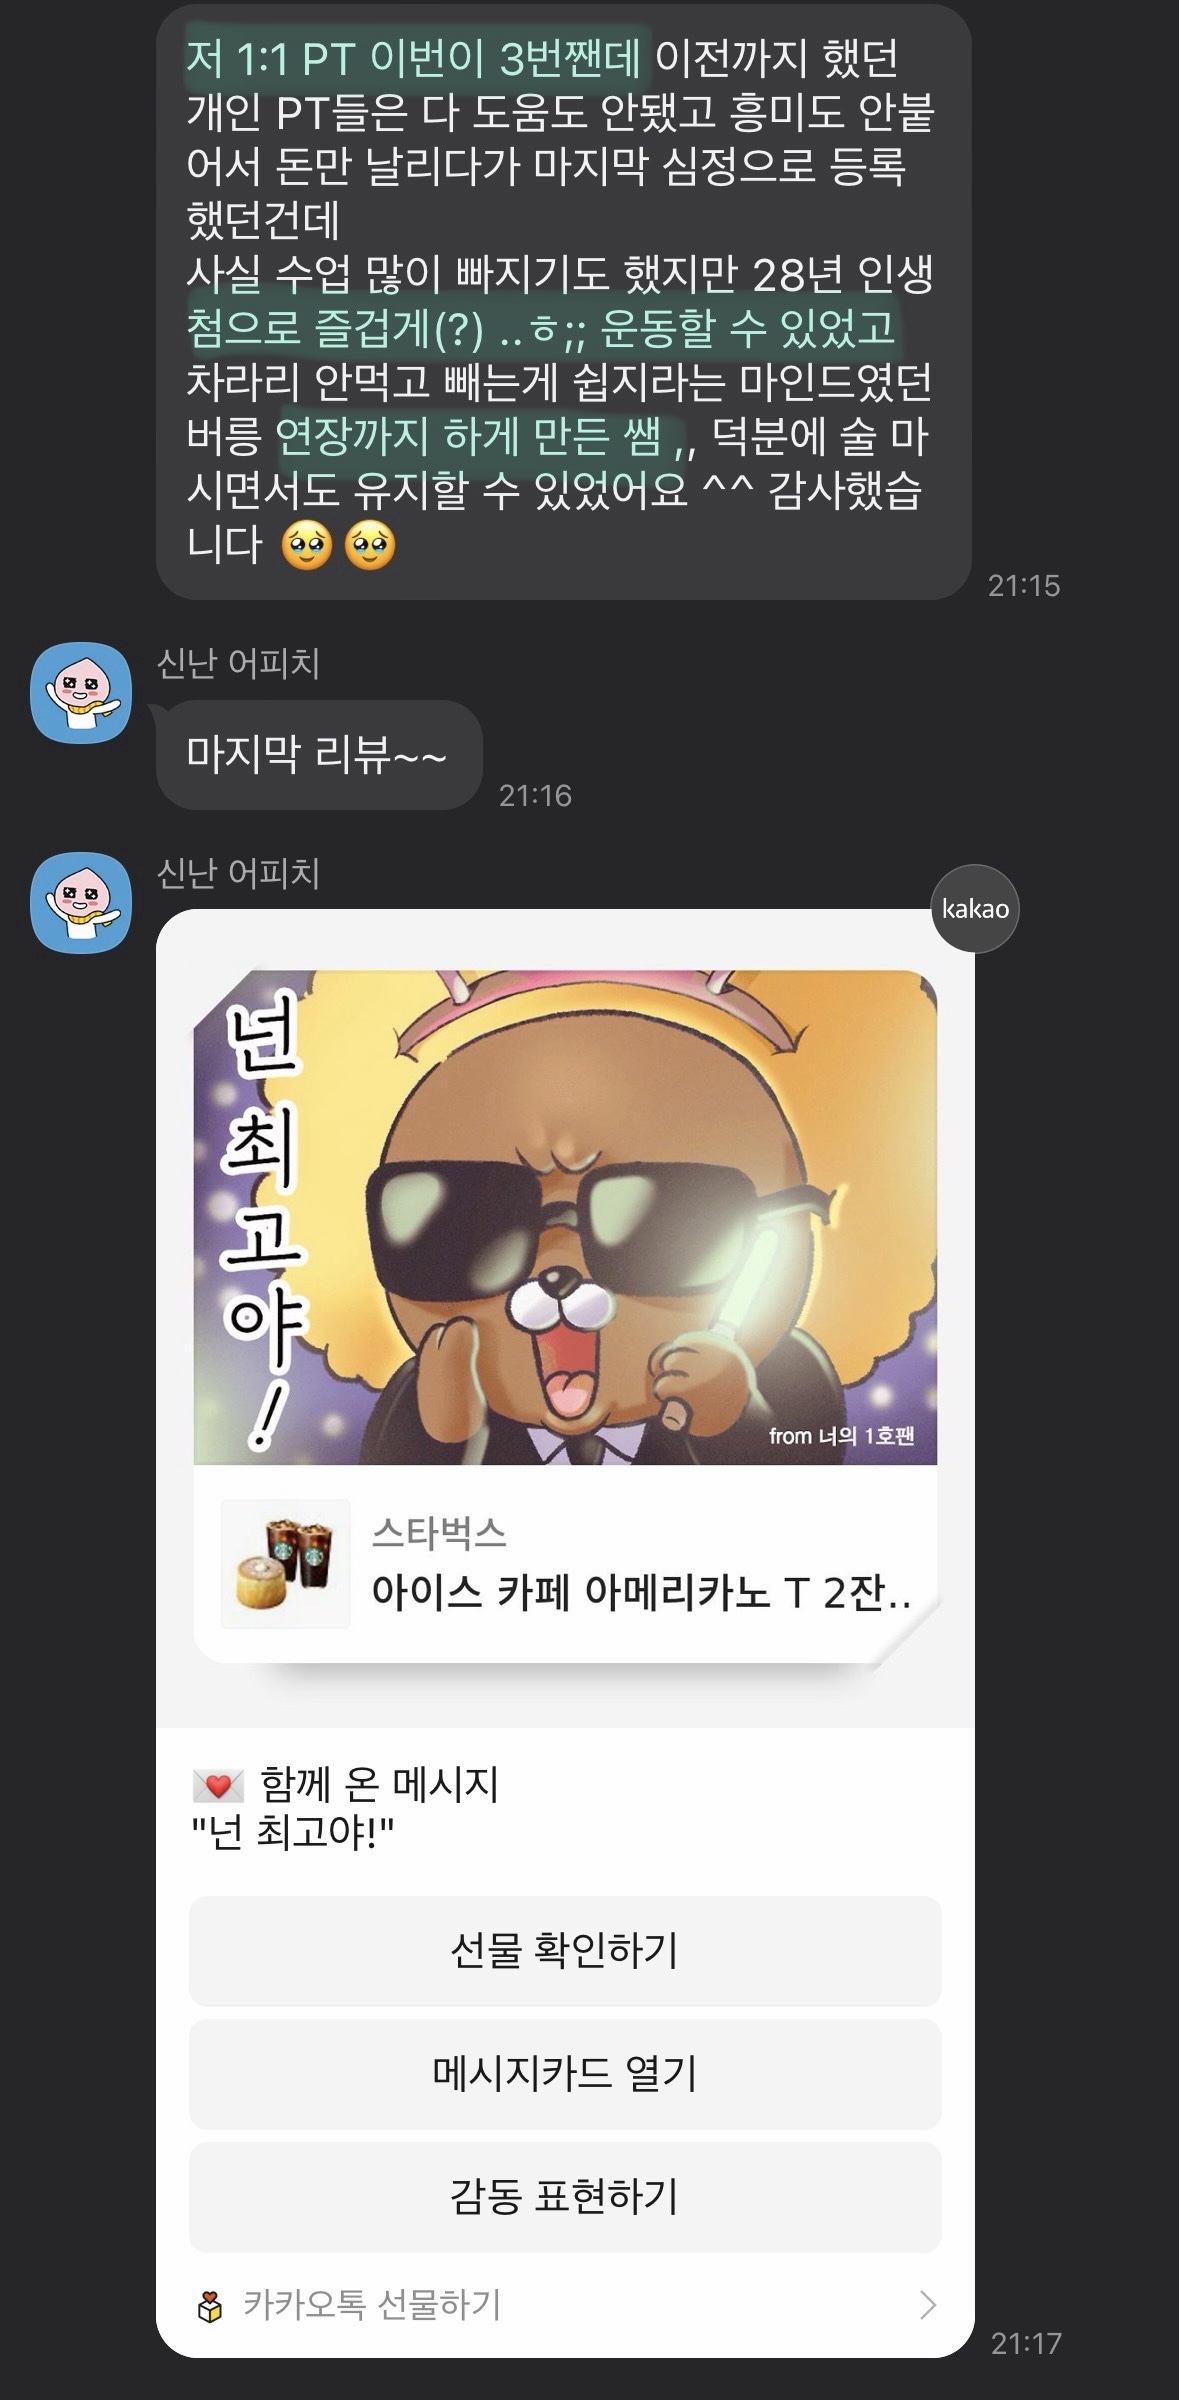 저 1:1 PT 이번이 3번짼데 이전까지 했던
개인 PT들은 다 도움도 안됐고 흥미도 안붙
어서 돈만 날리다가 마지막 심정으로 등록
했던건데
사실 수업 많이 빠지기도 했지만 28년 인생
첨으로 즐겁게(?) ..ㅎ;; 운동할 수 있었고
차라리 안먹고 빼는게 쉽지라는 마인드였던
버릉 연장까지 하게 만든 쌤 ,, 덕분에 술 마
시면서도 유지할 수 있었어요 ^^ 감사했습
니다 🥹🥹
21:15
신난 어피치
마지막 리뷰~~
21:16
신난 어피치
kakao
넌 최고야!
from 너의 1호팬
스타벅스
아이스 카페 아메리카노 T 2잔..
💌 함께 온 메시지
"넌 최고야!"
선물 확인하기
메시지카드 열기
감동 표현하기
카카오톡 선물하기
21:17